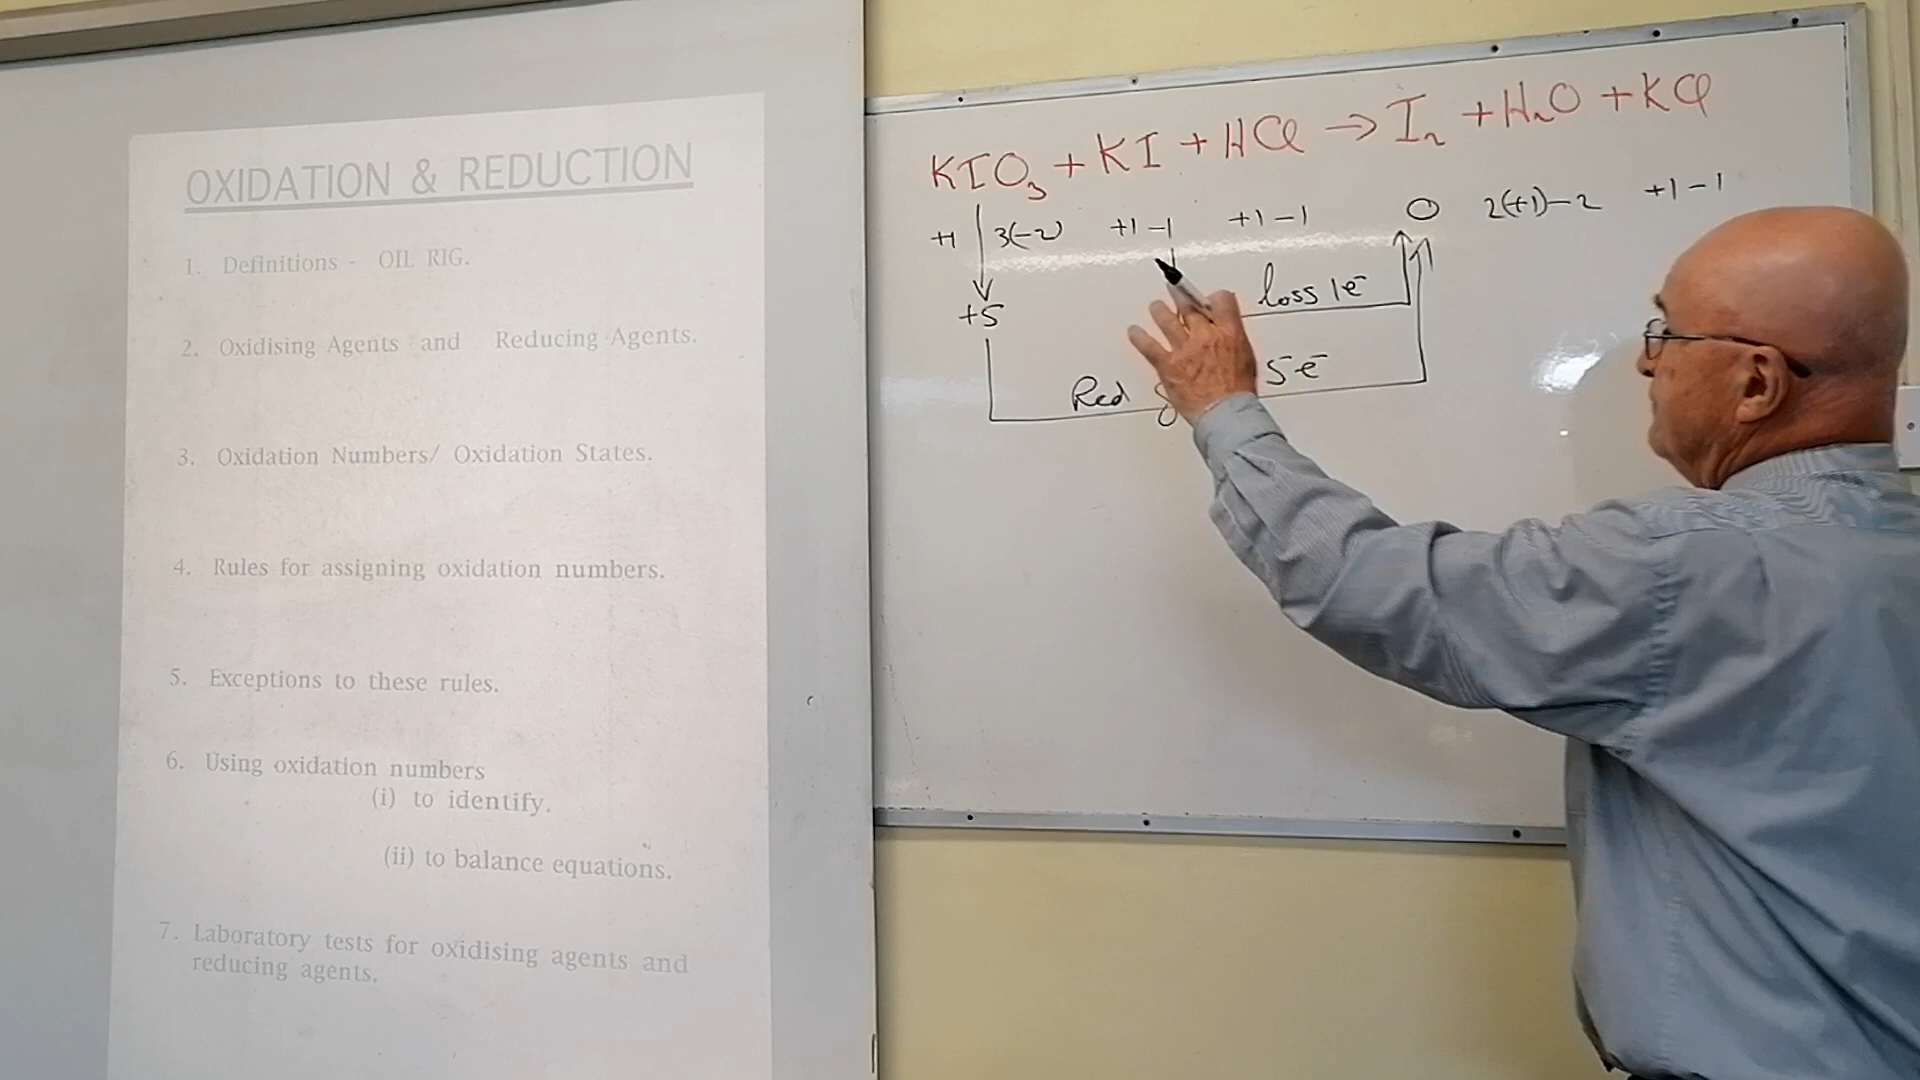 OXIDATION & REDUCTION
1. Definitions - OIL RIG.
2. Oxidising Agents and Reducing Agents.
3. Oxidation Numbers/ Oxidation States.
4. Rules for assigning oxidation numbers.
5. Exceptions to these rules.
6. Using oxidation numbers
(i) to identify.
(ii) to balance equations.
7. Laboratory tests for oxidising agents and
reducing agents.
KIO₃ + KI + HCl → I₂ + H₂O + KCl
+1 3(-2) +1 -1 +1 -1 0 2(+1) -2 +1 -1
+5
loss 1e⁻
Red 5e⁻